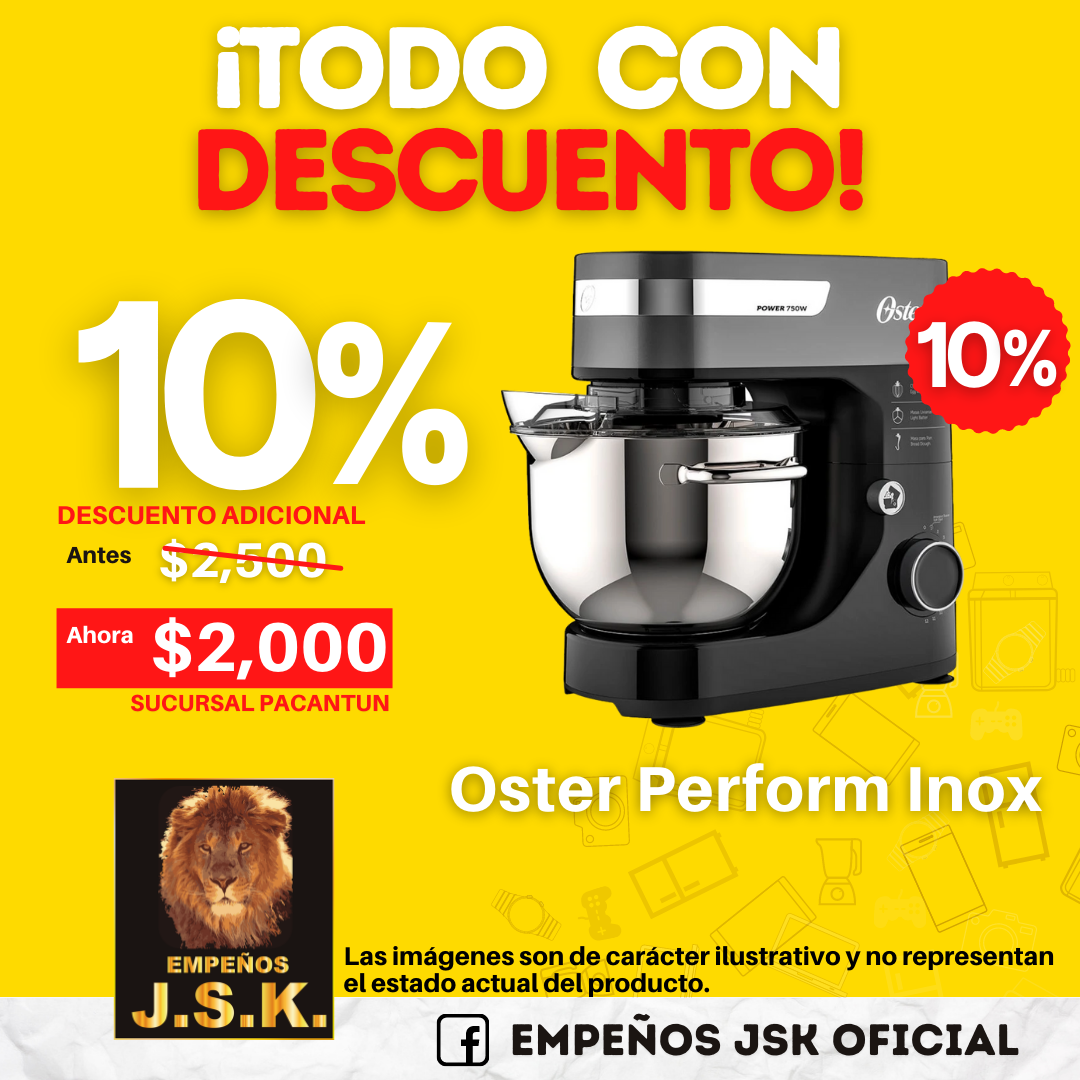 ¡TODO CON
DESCUENTO!
10%
DESCUENTO ADICIONAL
Antes $2,500
Ahora $2,000
SUCURSAL PACANTUN
POWER 750W
10%
Oster Perform Inox
EMPEÑOS
J.S.K.
Las imágenes son de carácter ilustrativo y no representan
el estado actual del producto.
EMPEÑOS JSK OFICIAL